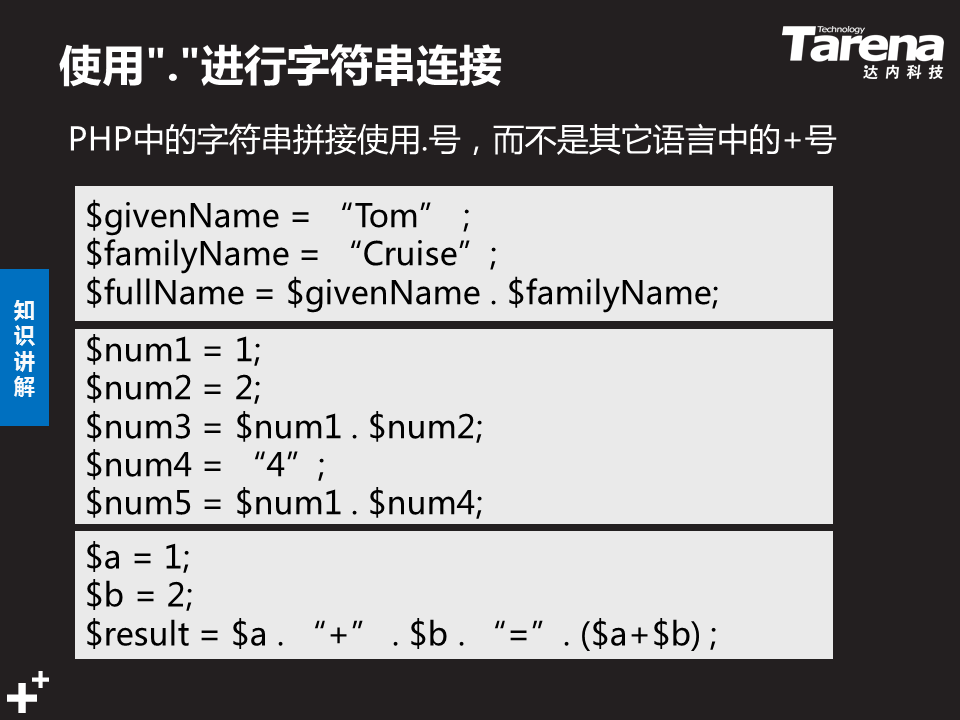 使用"."进行字符串连接
Technology
Tarena
达内科技
PHP中的字符串拼接使用.号，而不是其它语言中的+号
$givenName = “Tom” ;
$familyName = “Cruise” ;
$fullName = $givenName . $familyName;
知识讲解
$num1 = 1;
$num2 = 2;
$num3 = $num1 . $num2;
$num4 = “4” ;
$num5 = $num1 . $num4;
$a = 1;
$b = 2;
$result = $a . “+” . $b . “=” . ($a+$b) ;